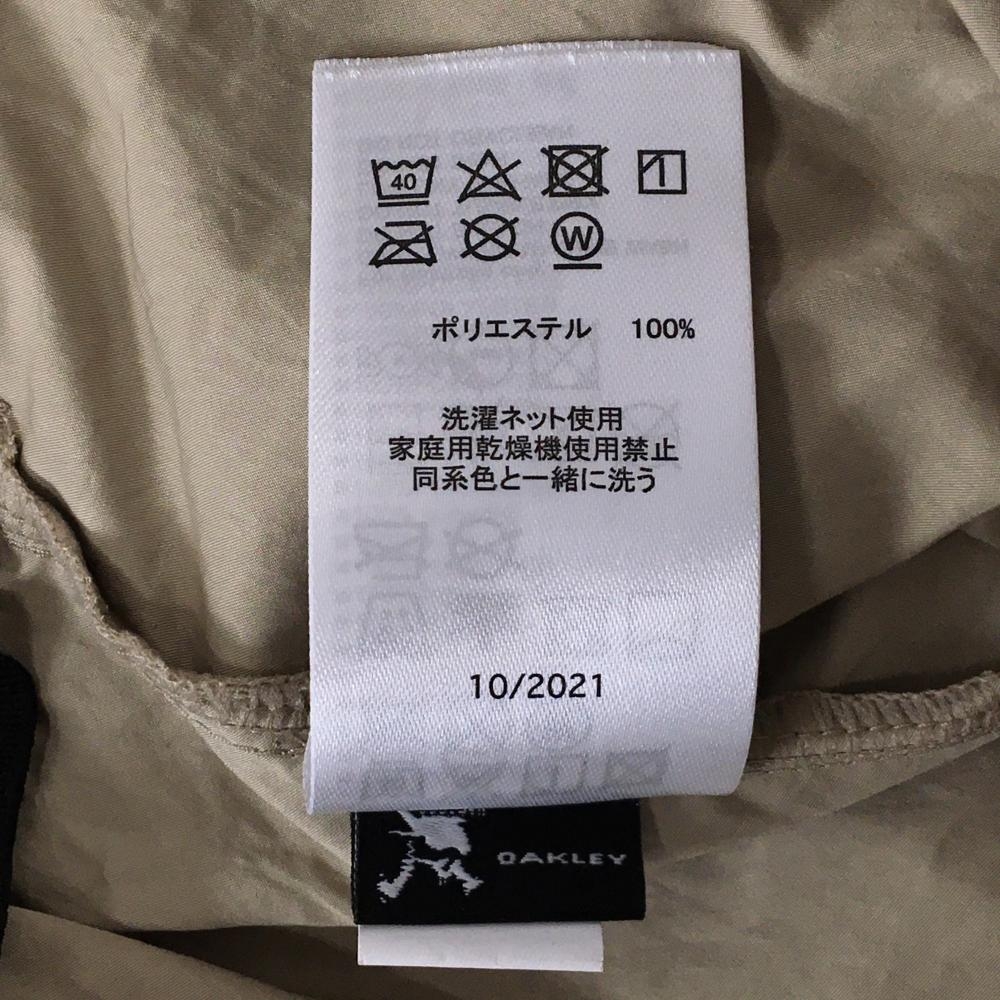 40
W
ポリエステル 100%
洗濯ネット使用
家庭用乾燥機使用禁止
同系色と一緒に洗う
10/2021
OAKLEY